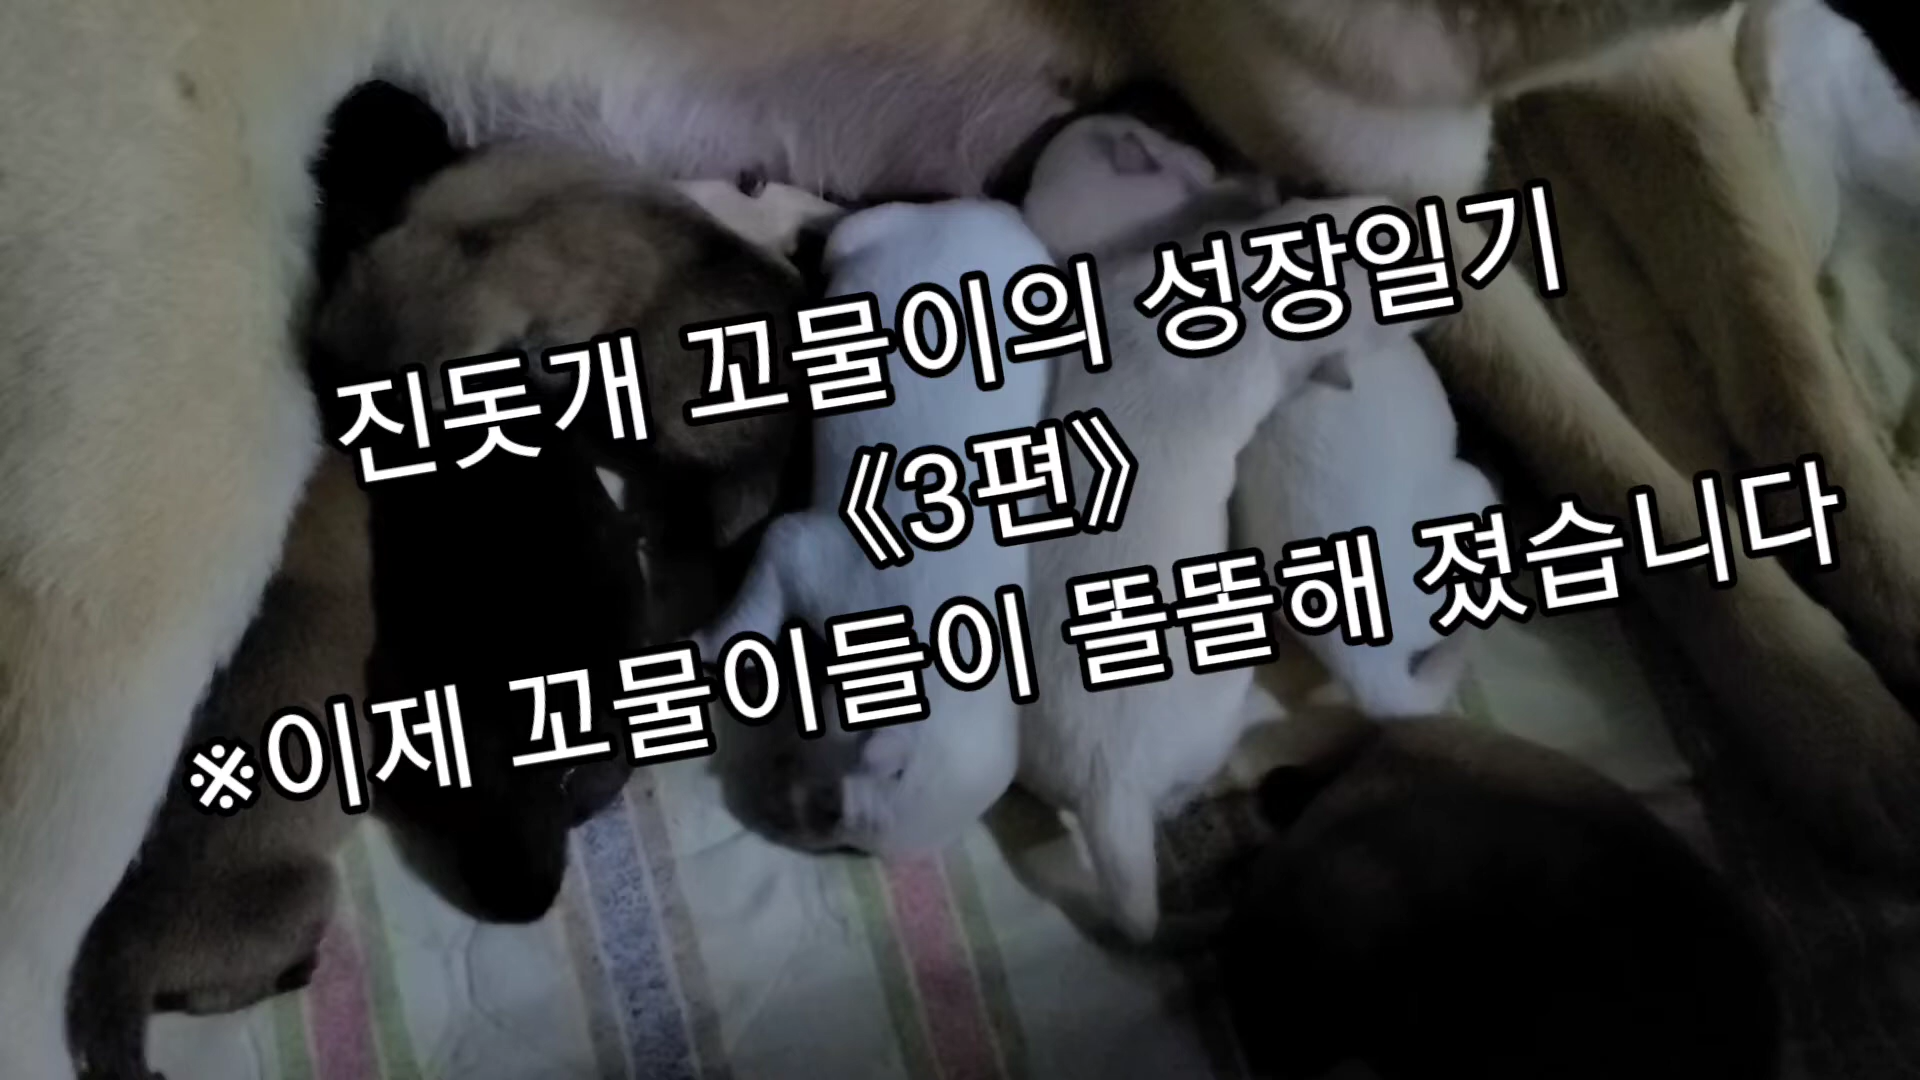 진돗개 꼬물이의 성장일기
《3편》
※이제 꼬물이들이 똘똘해 졌습니다